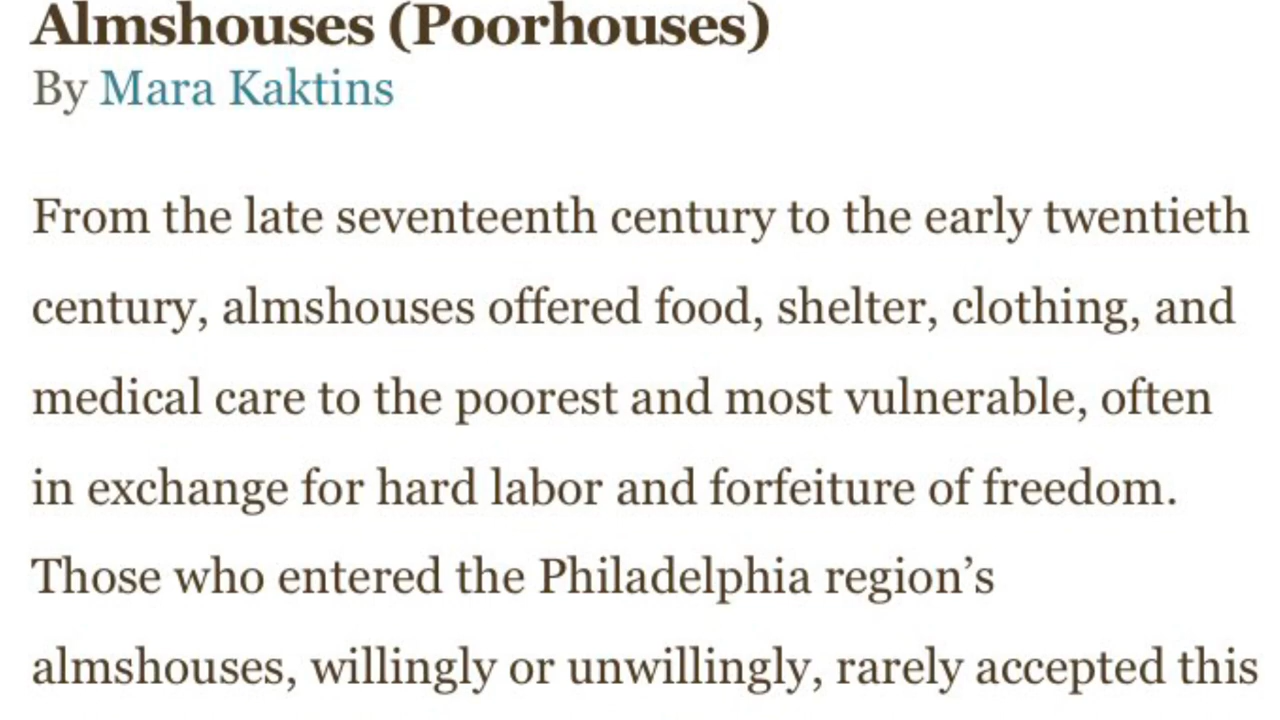 Almshouses (Poorhouses)
By Mara Kaktins
From the late seventeenth century to the early twentieth
century, almshouses offered food, shelter, clothing, and
medical care to the poorest and most vulnerable, often
in exchange for hard labor and forfeiture of freedom.
Those who entered the Philadelphia region’s
almshouses, willingly or unwillingly, rarely accepted this